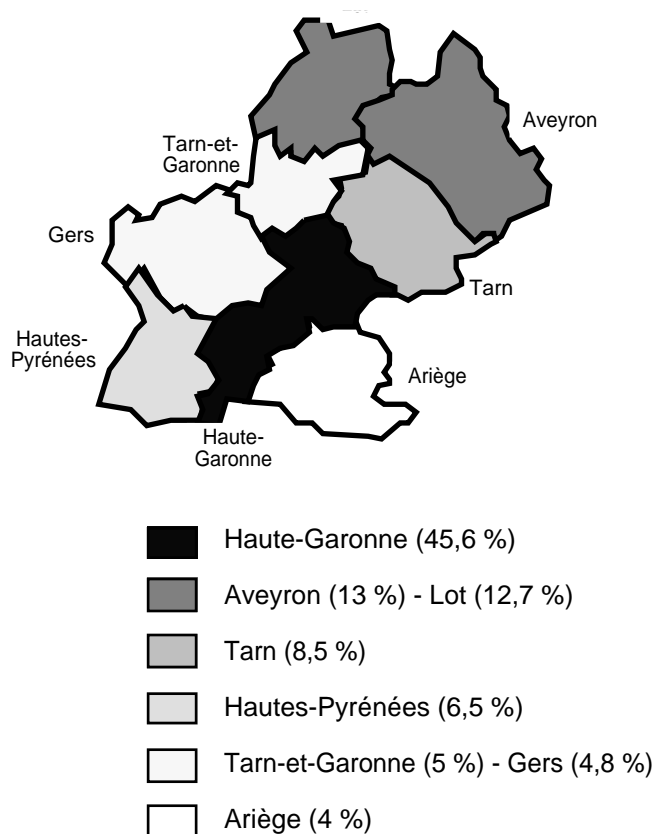 Aveyron
Tarn-et-
Garonne
Gers
Tarn
Hautes-
Pyrénées
Ariège
Haute-
Garonne
Haute-Garonne (45,6 %)
Aveyron (13 %) - Lot (12,7 %)
Tarn (8,5 %)
Hautes-Pyrénées (6,5 %)
Tarn-et-Garonne (5 %) - Gers (4,8 %)
Ariège (4 %)